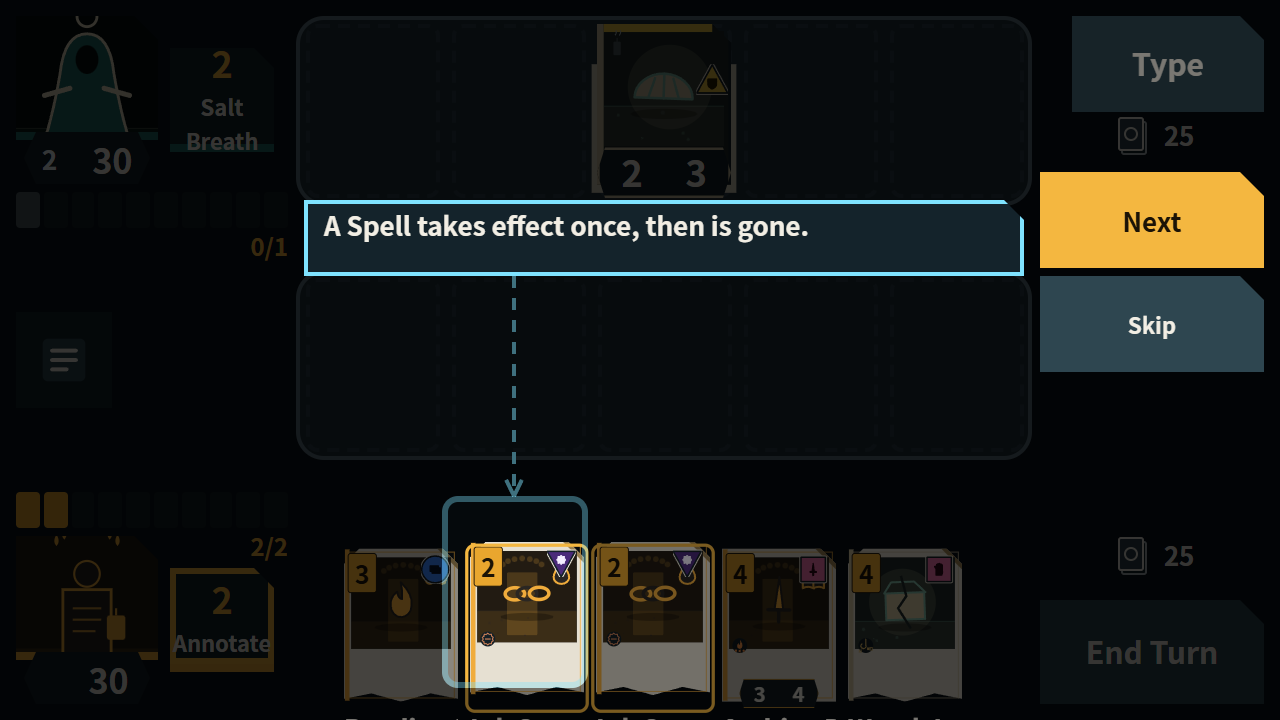 2
Salt
Breath
2 30
0/1
2 3
Type
25
A Spell takes effect once, then is gone.
Next
Skip
2/2
30
2
Annotate
3
2
2
4
3 4
4
25
End Turn